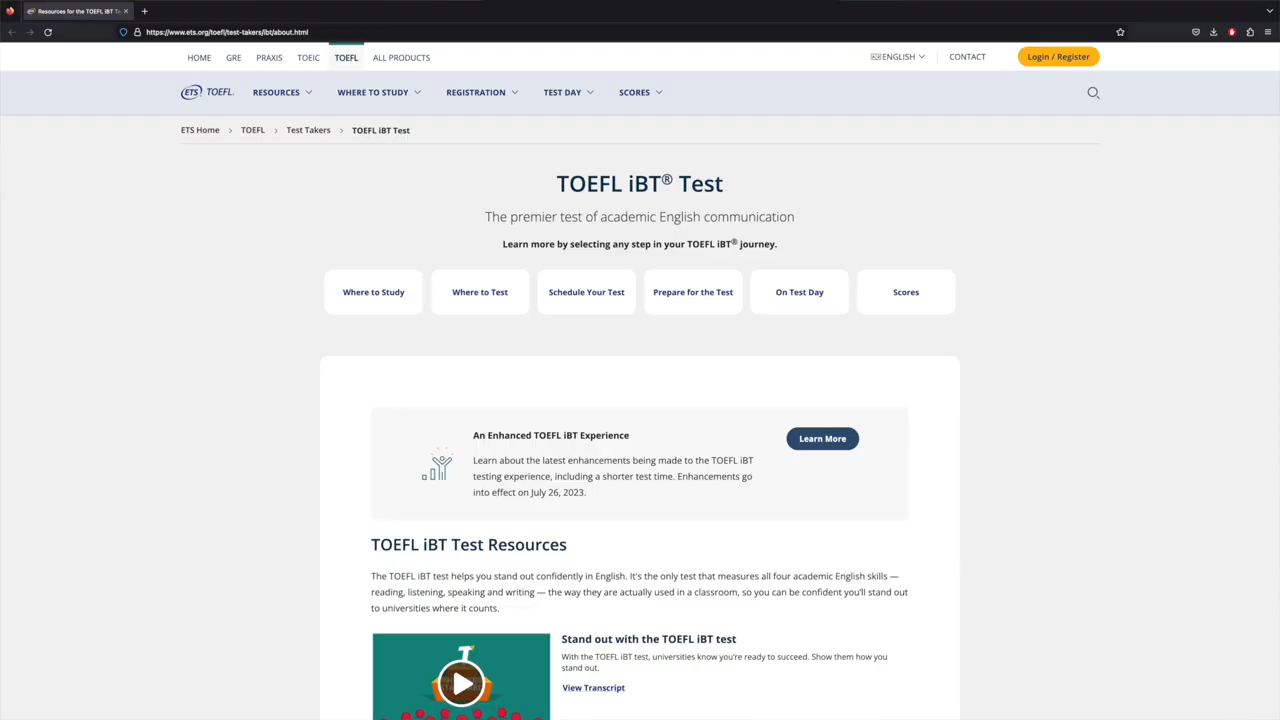 Resources for the TOEFL iBT Te
https://www.ets.org/toefl/test-takers/ibt/about.html
HOME GRE PRAXIS TOEIC TOEFL ALL PRODUCTS
ENGLISH CONTACT Login / Register
ETS TOEFL RESOURCES WHERE TO STUDY REGISTRATION TEST DAY SCORES
ETS Home > TOEFL > Test Takers > TOEFL iBT Test
TOEFL iBT® Test
The premier test of academic English communication
Learn more by selecting any step in your TOEFL iBT® journey.
Where to Study Where to Test Schedule Your Test Prepare for the Test On Test Day Scores
An Enhanced TOEFL iBT Experience
Learn More
Learn about the latest enhancements being made to the TOEFL iBT
testing experience, including a shorter test time. Enhancements go
into effect on July 26, 2023.
TOEFL iBT Test Resources
The TOEFL iBT test helps you stand out confidently in English. It's the only test that measures all four academic English skills —
reading, listening, speaking and writing — the way they are actually used in a classroom, so you can be confident you'll stand out
to universities where it counts.
Stand out with the TOEFL iBT test
With the TOEFL iBT test, universities know you're ready to succeed. Show them how you
stand out.
View Transcript